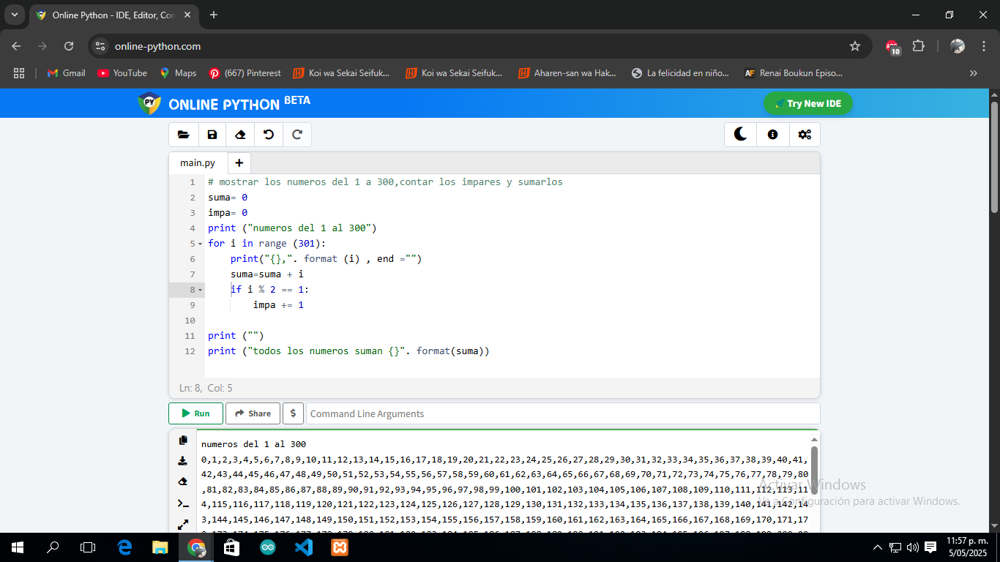 Online Python - IDE, Editor, Con
online-python.com
10
Gmail YouTube Maps (667) Pinterest Koi wa Sekai Seifuk... Koi wa Sekai Seifuk... Aharen-san wa Hak... La felicidad en niño... AF Renai Boukun Episo...
PY ONLINE PYTHON BETA Try New IDE
main.py
1 # mostrar los numeros del 1 a 300,contar los impares y sumarlos
2 suma= 0
3 impa= 0
4 print ("numeros del 1 al 300")
5 for i in range (301):
6 print("{},". format (i) , end ="")
7 suma=suma + i
8 if i % 2 == 1:
9 impa += 1
10
11 print ("")
12 print ("todos los numeros suman {}". format(suma))
Ln: 8, Col: 5
Run Share $ Command Line Arguments
numeros del 1 al 300
0,1,2,3,4,5,6,7,8,9,10,11,12,13,14,15,16,17,18,19,20,21,22,23,24,25,26,27,28,29,30,31,32,33,34,35,36,37,38,39,40,41,
42,43,44,45,46,47,48,49,50,51,52,53,54,55,56,57,58,59,60,61,62,63,64,65,66,67,68,69,70,71,72,73,74,75,76,77,78,79,80
,81,82,83,84,85,86,87,88,89,90,91,92,93,94,95,96,97,98,99,100,101,102,103,104,105,106,107,108,109,110,111,112,113,11
4,115,116,117,118,119,120,121,122,123,124,125,126,127,128,129,130,131,132,133,134,135,136,137,138,139,140,141,142,14
3,144,145,146,147,148,149,150,151,152,153,154,155,156,157,158,159,160,161,162,163,164,165,166,167,168,169,170,171,17
Activar Windows
Ve a Configuración para activar Windows.
11:57 p. m.
5/05/2025